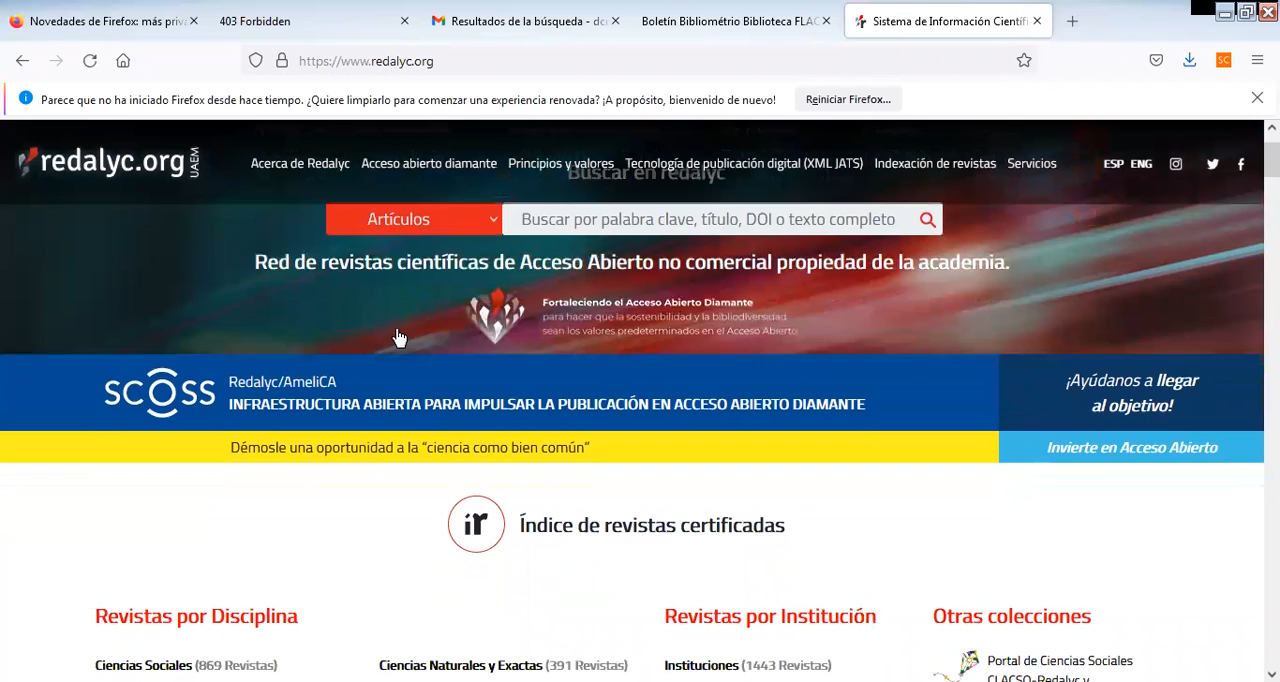 Novedades de Firefox: más priva
403 Forbidden
Resultados de la búsqueda - dc
Boletín Bibliométrio Biblioteca FLAC
Sistema de Información Científi
https://www.redalyc.org
SC
Parece que no ha iniciado Firefox desde hace tiempo. ¿Quiere limpiarlo para comenzar una experiencia renovada? ¡A propósito, bienvenido de nuevo!
Reiniciar Firefox...
redalyc.org
UAEM
Acerca de Redalyc
Acceso abierto diamante
Principios y valores
Tecnología de publicación digital (XML JATS)
Indexación de revistas
Servicios
ESP ENG
Buscar en redalyc
Artículos
Buscar por palabra clave, título, DOI o texto completo
Red de revistas científicas de Acceso Abierto no comercial propiedad de la academia.
Fortaleciendo el Acceso Abierto Diamante
para hacer que la sostenibilidad y la bibliodiversidad
sean los valores predeterminados en el Acceso Abierto
SCOSS
Redalyc/AmeliCA
INFRAESTRUCTURA ABIERTA PARA IMPULSAR LA PUBLICACIÓN EN ACCESO ABIERTO DIAMANTE
¡Ayúdanos a llegar
al objetivo!
Démosle una oportunidad a la “ciencia como bien común”
Invierte en Acceso Abierto
ir
Índice de revistas certificadas
Revistas por Disciplina
Revistas por Institución
Otras colecciones
Ciencias Sociales (869 Revistas)
Ciencias Naturales y Exactas (391 Revistas)
Instituciones (1443 Revistas)
Portal de Ciencias Sociales
CLACSO-Redalyc y